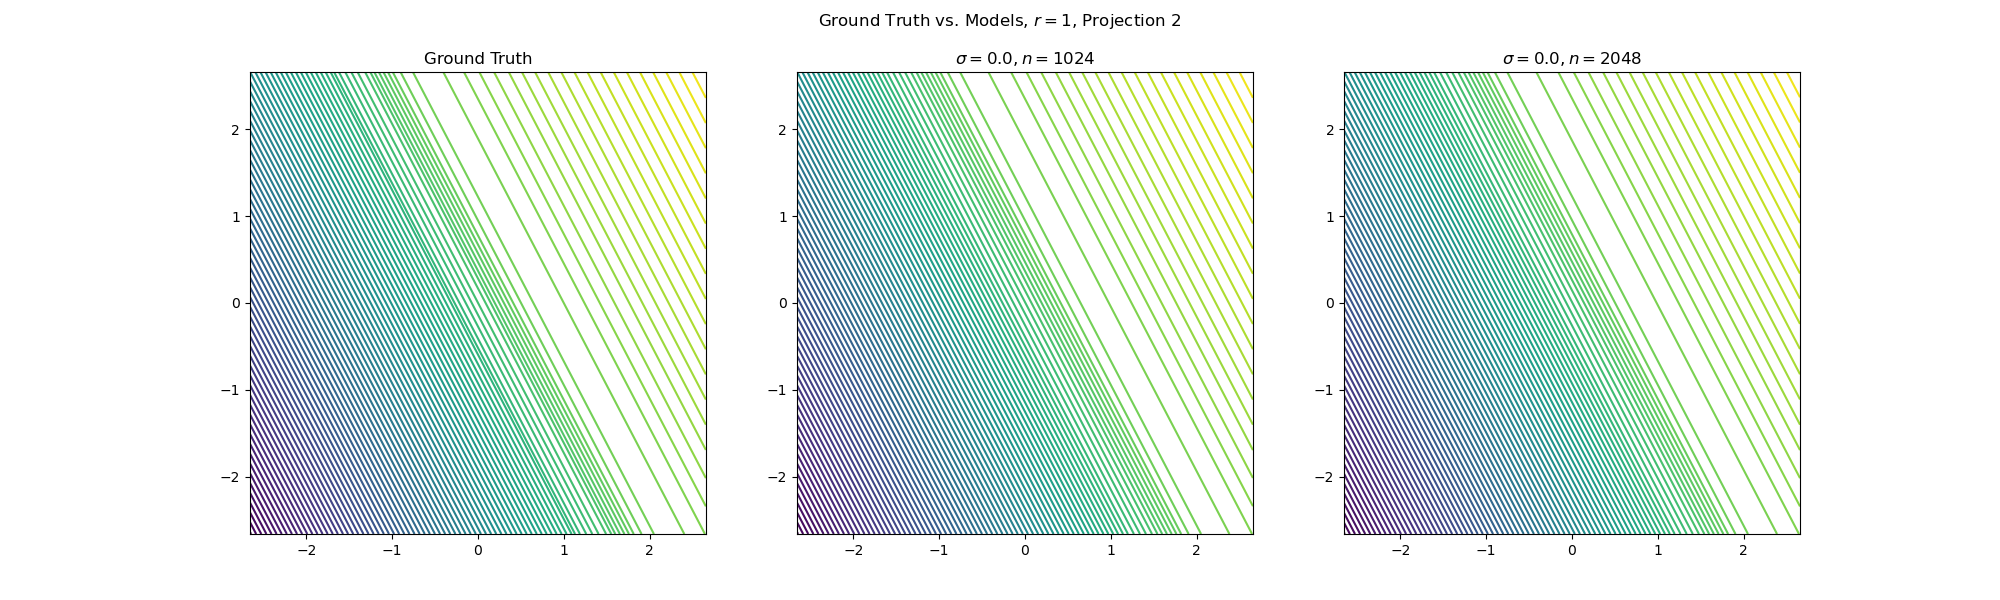 Ground Truth vs. Models, r = 1, Projection 2
Ground Truth
2
1
0
−1
−2
−2 −1 0 1 2
σ = 0.0, n = 1024
2
1
0
−1
−2
−2 −1 0 1 2
σ = 0.0, n = 2048
2
1
0
−1
−2
−2 −1 0 1 2